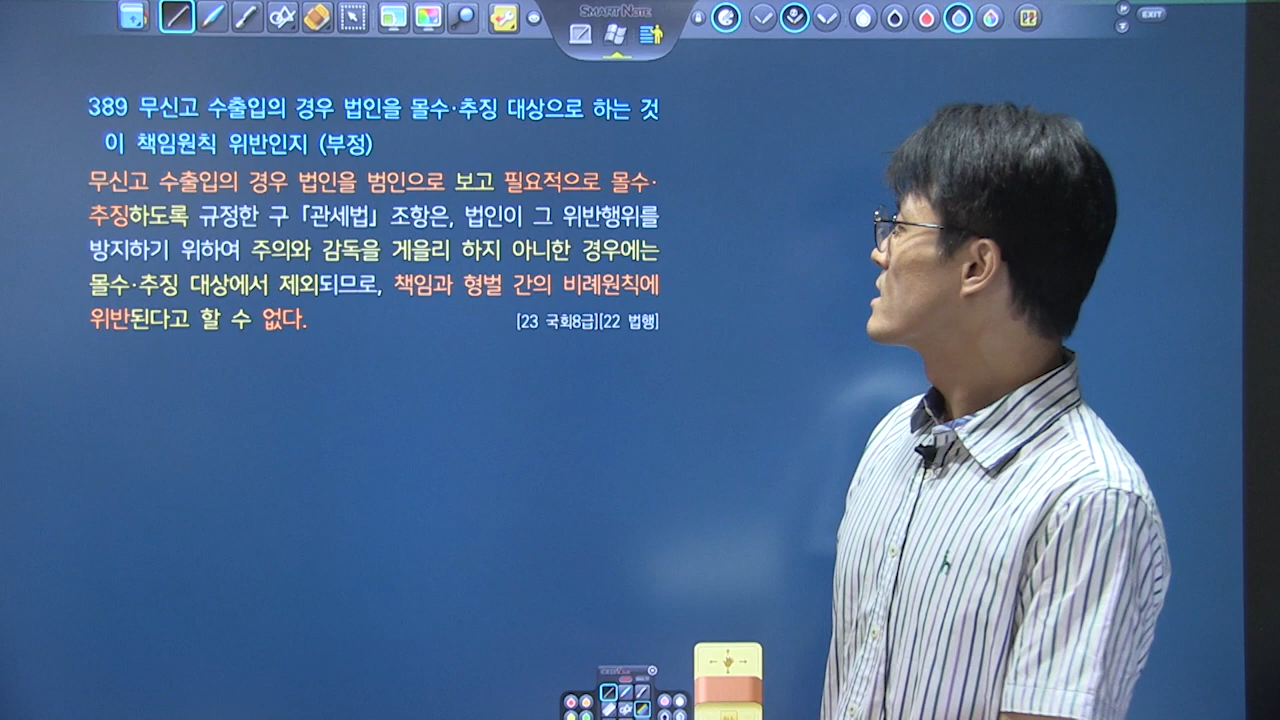 SMART NOTE
EXIT
389 무신고 수출입의 경우 법인을 몰수·추징 대상으로 하는 것
이 책임원칙 위반인지 (부정)
무신고 수출입의 경우 법인을 범인으로 보고 필요적으로 몰수·
추징하도록 규정한 구 「관세법」 조항은, 법인이 그 위반행위를
방지하기 위하여 주의와 감독을 게을리 하지 아니한 경우에는
몰수·추징 대상에서 제외되므로, 책임과 형벌 간의 비례원칙에
위반된다고 할 수 없다.
[23 국회8급][22 법행]